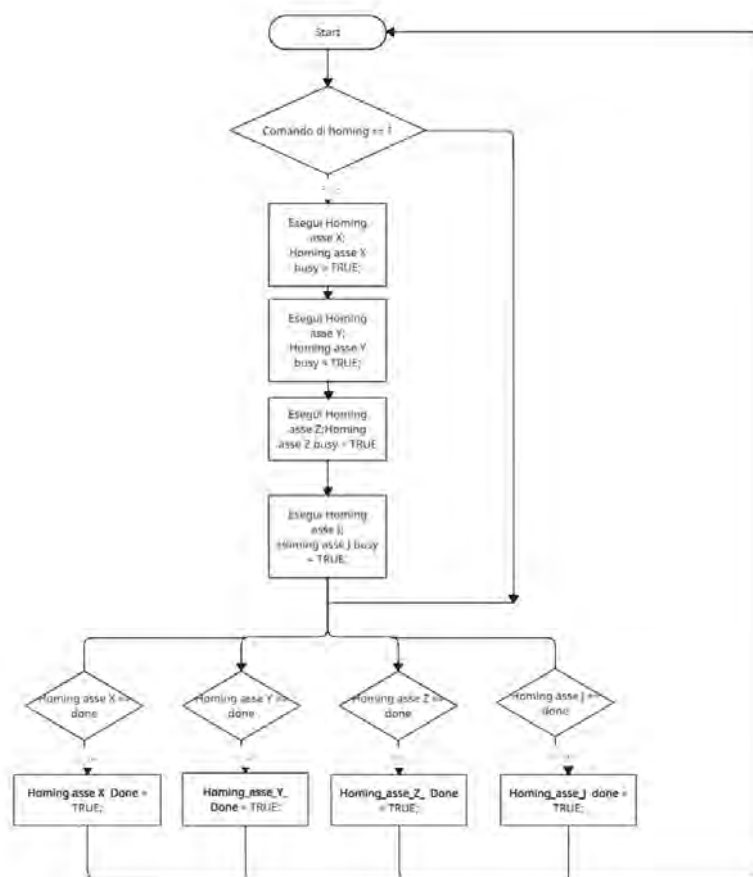 Start
Comando di homing ==
Esegui Homing
asse X;
Homing asse X
busy = TRUE;
Esegui Homing
asse Y;
Homing asse Y
busy = TRUE;
Esegui Homing
asse Z;Homing
asse Z busy = TRUE
Esegui Homing
asse J;
Homing asse J busy
= TRUE;
Homing asse X ==
done
Homing asse Y ==
done
Homing asse Z ==
done
Homing asse J ==
done
Homing asse X Done =
TRUE;
Homing_asse_Y_
Done = TRUE;
Homing_asse_Z_ Done
= TRUE;
Homing_asse_J done =
TRUE;